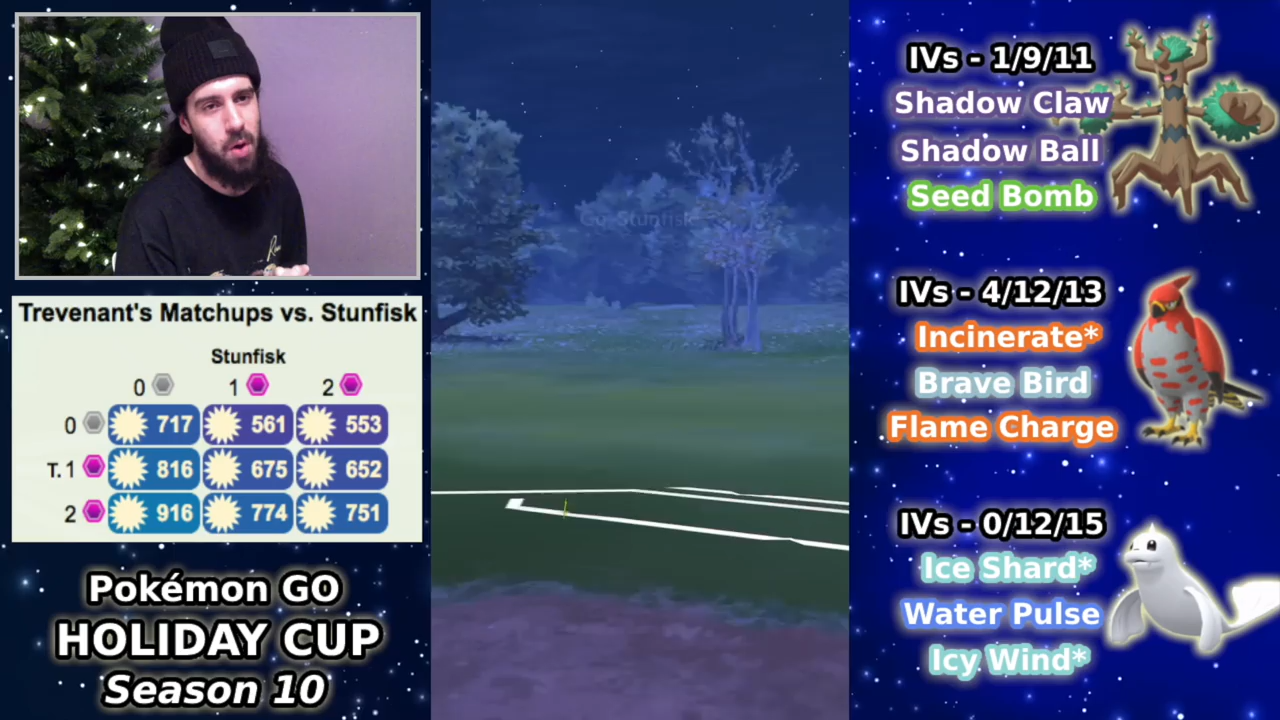 Trevenant's Matchups vs. Stunfisk
Stunfisk
0 1 2
0 717 561 553
T. 1 816 675 652
2 916 774 751
Pokémon GO
HOLIDAY CUP
Season 10
Go, Stunfisk
IVs - 1/9/11
Shadow Claw
Shadow Ball
Seed Bomb
IVs - 4/12/13
Incinerate*
Brave Bird
Flame Charge
IVs - 0/12/15
Ice Shard*
Water Pulse
Icy Wind*